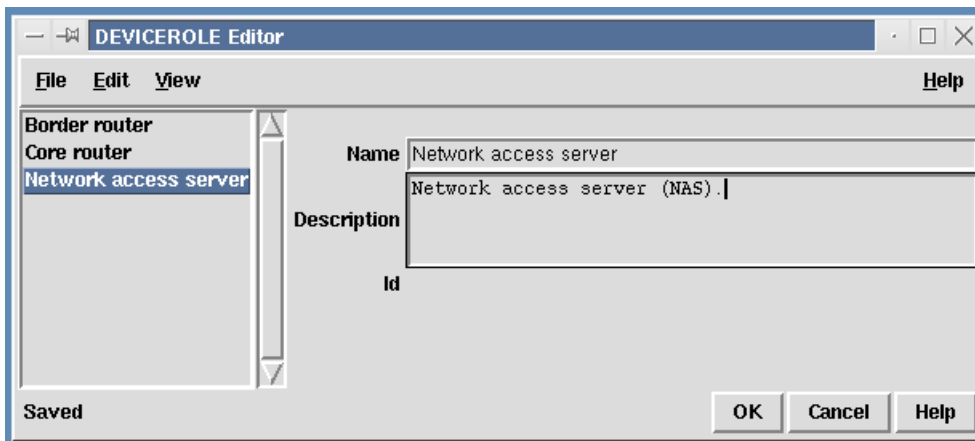 DEVICEROLE Editor
File Edit View Help
Border router
Core router
Network access server
Name Network access server
Description Network access server (NAS).
Id
Saved
OK Cancel Help